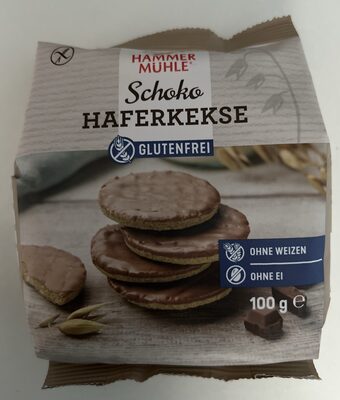 HAMMER
MÜHLE
Schoko
HAFERKEKSE
GLUTENFREI
OHNE WEIZEN
OHNE EI
100 g ℮